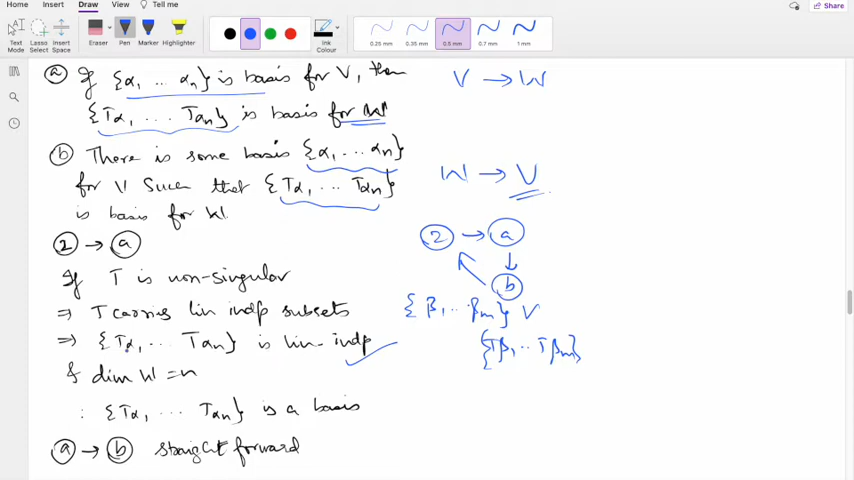 Home Insert Draw View Tell me
Share
Text Mode
Lasso Select
Insert Space
Eraser
Pen
Marker
Highlighter
0.25 mm
0.35 mm
0.5 mm
0.7 mm
1 mm
Ink Color
(a) If {α₁ ... αₙ} is basis for V, then
{Tα₁ ... Tαₙ} is basis for W
V → W
(b) There is some basis {α₁ ... αₙ}
for V such that {Tα₁ ... Tαₙ}
is basis for W
W → V
(2) → (a)
(2) → (a)
↓
(b)
If T is non-singular
⇒ T carries lin indp subsets
{β₁ ... βₘ} V
⇒ {Tα₁ ... Tαₙ} is lin-indp
{Tβ₁ .. Tβₘ}
& dim W = n
∴ {Tα₁ ... Tαₙ} is a basis
(a) → (b) straight forward